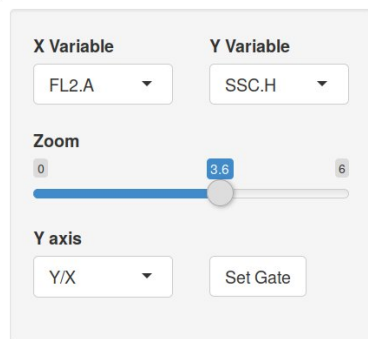 X Variable Y Variable
FL2.A SSC.H
Zoom
0 3.6 6
Y axis
Y/X Set Gate